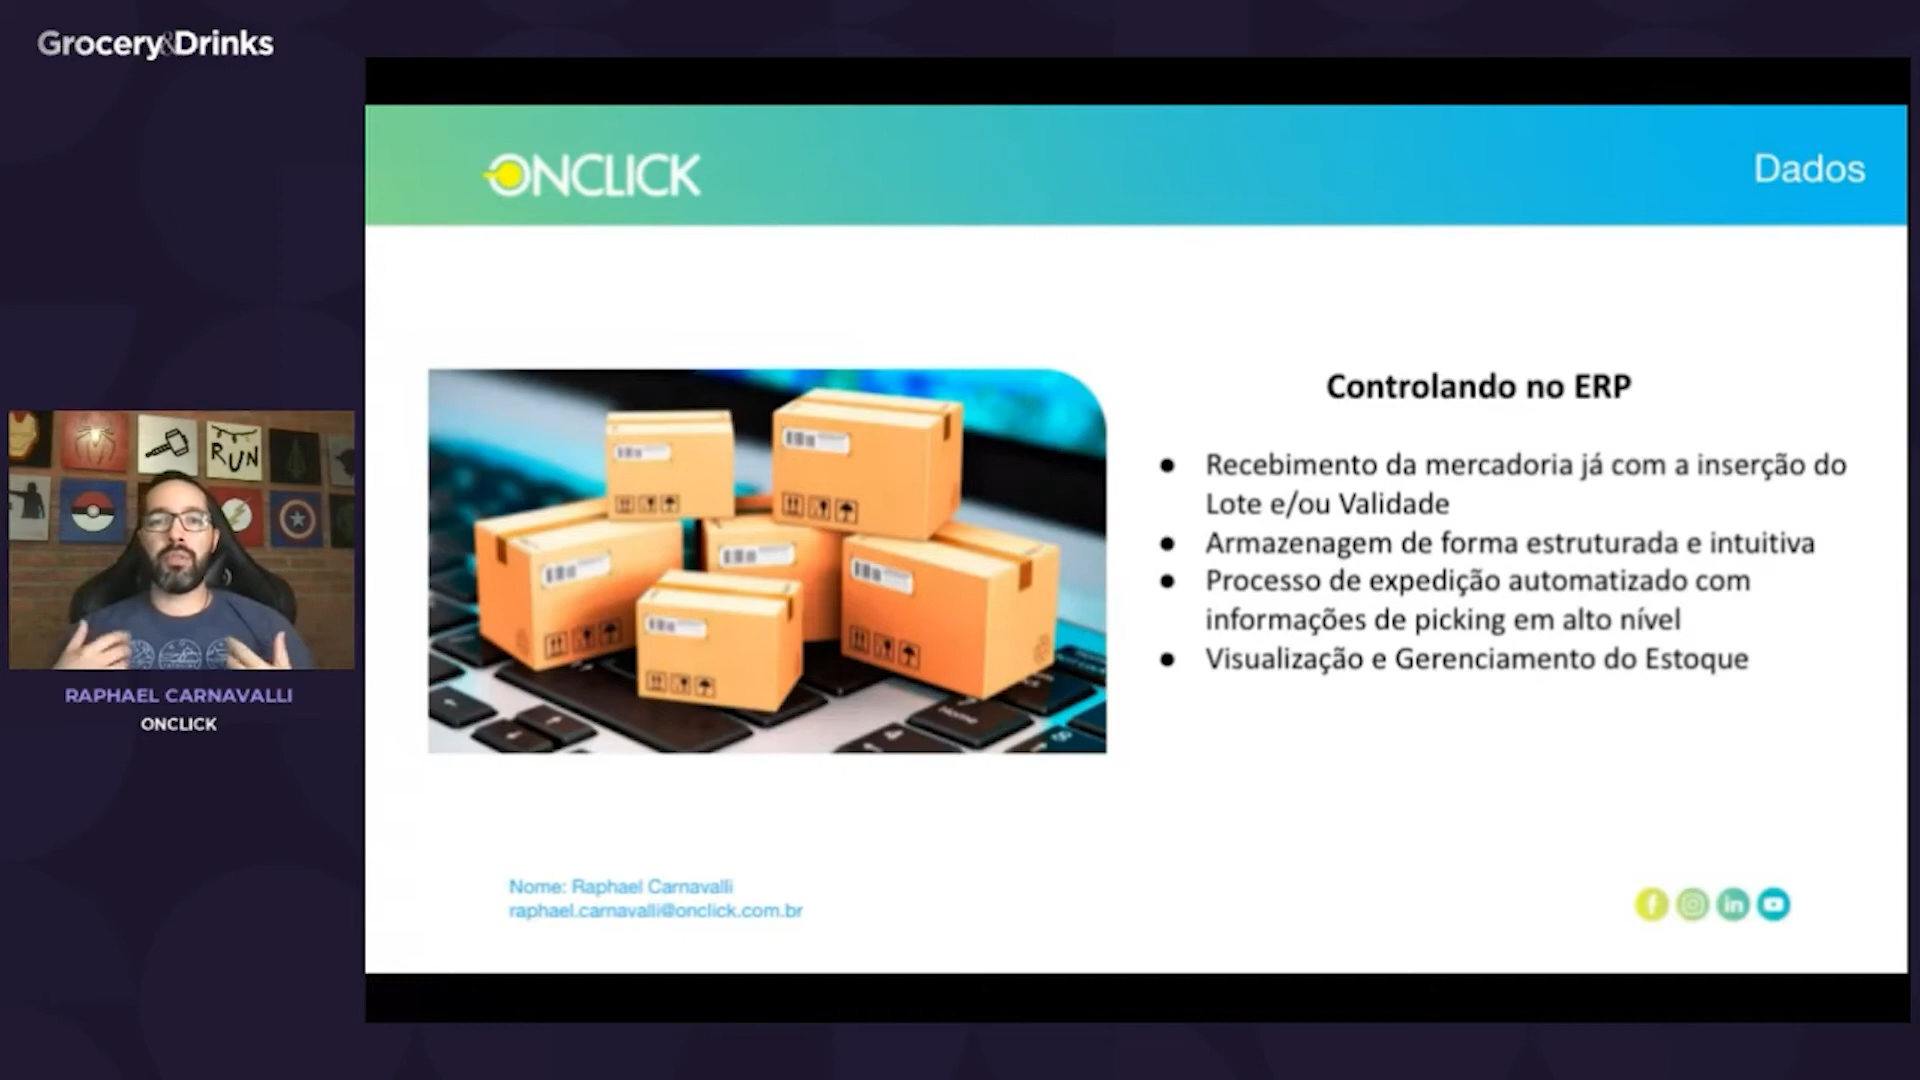 Grocery&Drinks
ONCLICK
Dados
RUN
Controlando no ERP
● Recebimento da mercadoria já com a inserção do
Lote e/ou Validade
● Armazenagem de forma estruturada e intuitiva
● Processo de expedição automatizado com
informações de picking em alto nível
● Visualização e Gerenciamento do Estoque
Home
RAPHAEL CARNAVALLI
ONCLICK
Nome: Raphael Carnavalli
raphael.carnavalli@onclick.com.br
f
in